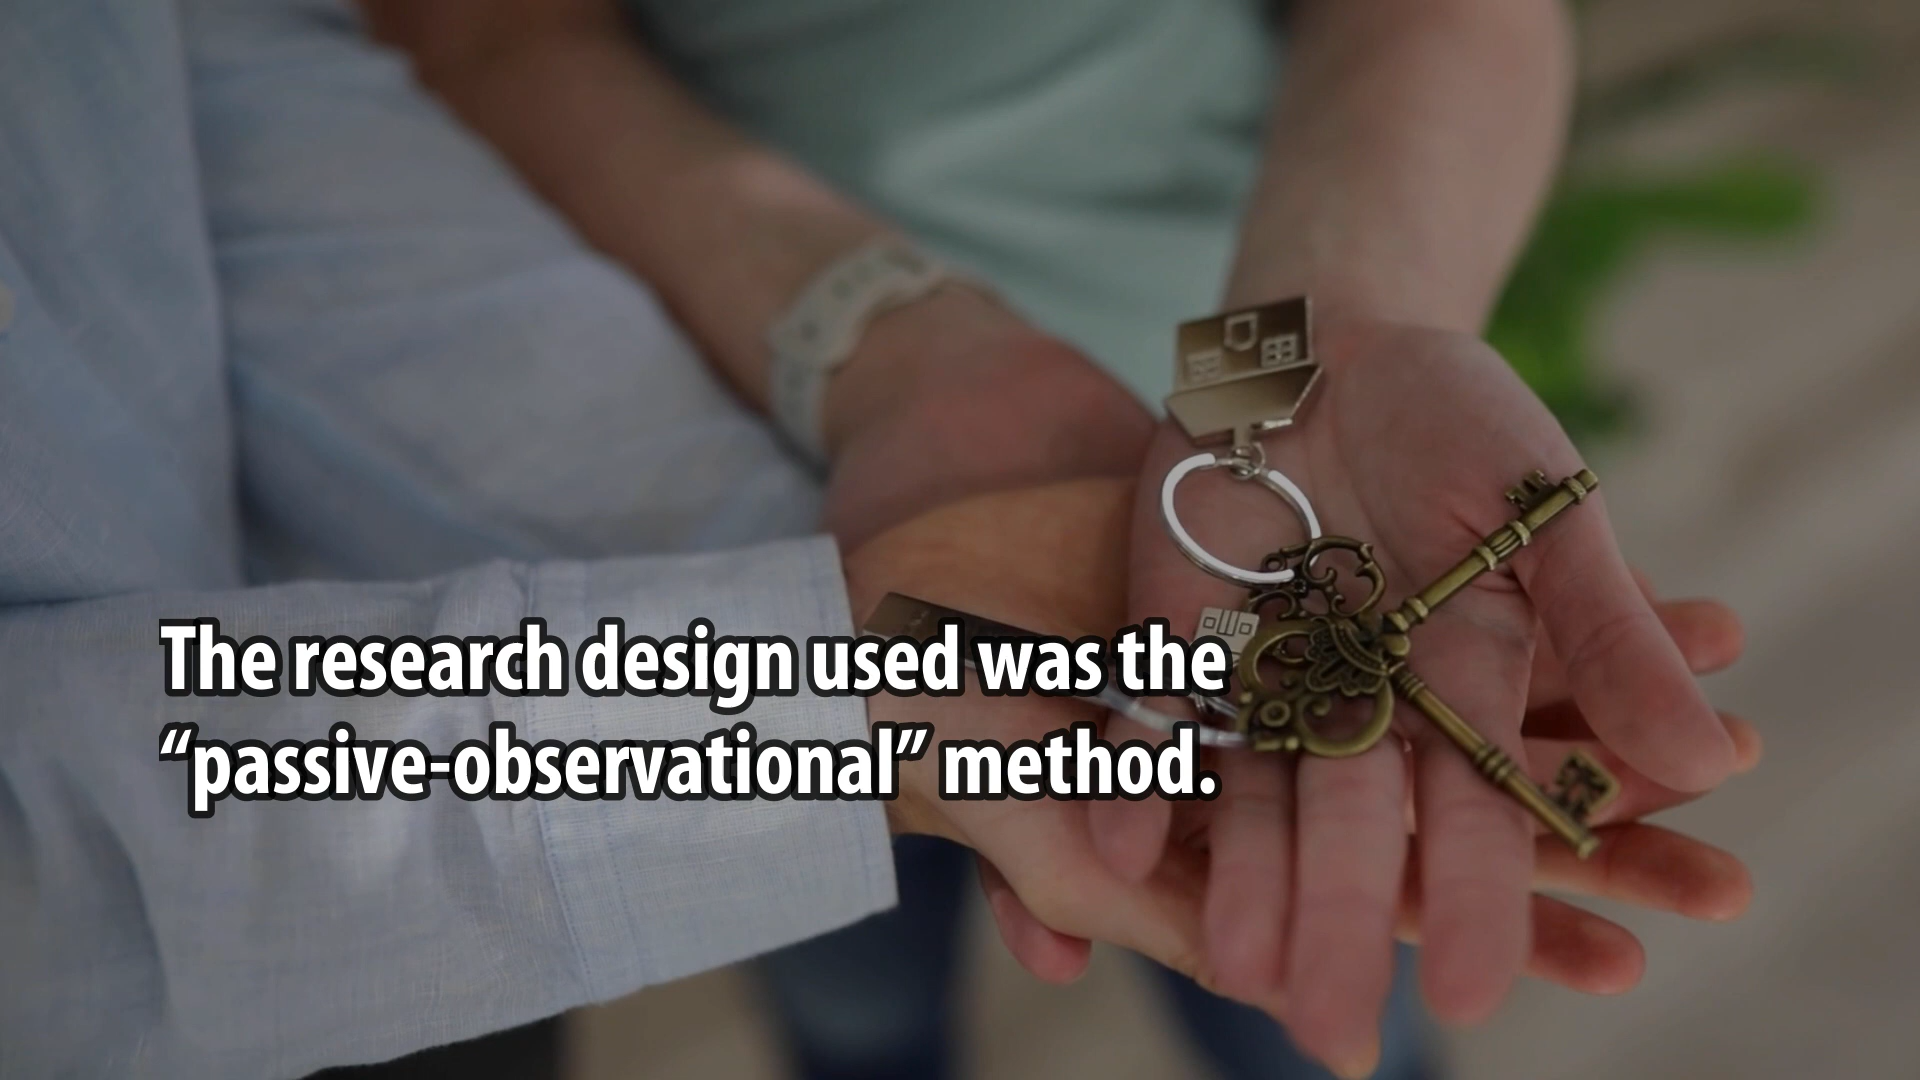 The research design used was the
“passive-observational” method.